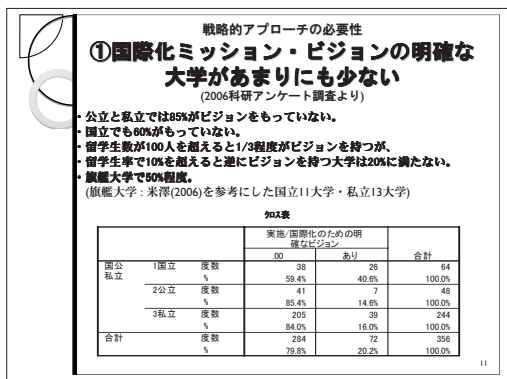 戦略的アプローチの必要性
①国際化ミッション・ビジョンの明確な
大学があまりにも少ない
(2006科研アンケート調査より)
・公立と私立では85%がビジョンをもっていない。
・国立でも60%がもっていない。
・留学生数が100人を超えると1/3程度がビジョンを持つが、
・留学生率で10%を超えると逆にビジョンを持つ大学は20%に満たない。
・旗艦大学で50%程度。
(旗艦大学：米澤(2006)を参考にした国立11大学・私立13大学)
クロス表
実施/国際化のための明
確なビジョン
.00 あり 合計
国公 1国立 度数 38 26 64
私立 % 59.4% 40.6% 100.0%
2公立 度数 41 7 48
% 85.4% 14.6% 100.0%
3私立 度数 205 39 244
% 84.0% 16.0% 100.0%
合計 度数 284 72 356
% 79.8% 20.2% 100.0%
11